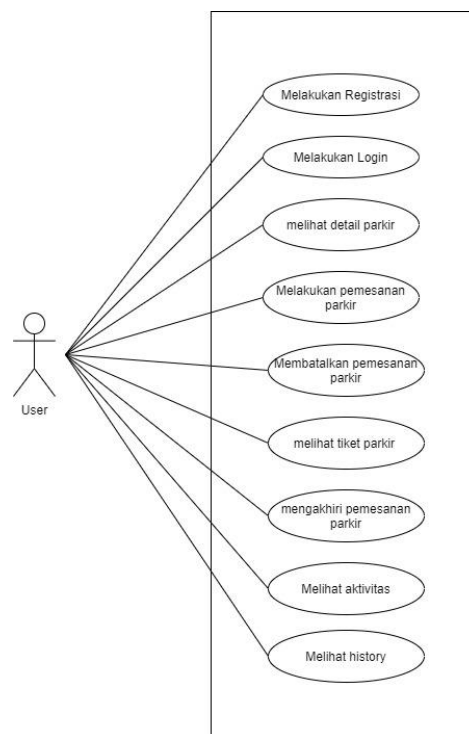 Melakukan Registrasi
Melakukan Login
melihat detail parkir
Melakukan pemesanan
parkir
Membatalkan pemesanan
parkir
User
melihat tiket parkir
mengakhiri pemesanan
parkir
Melihat aktivitas
Melihat history